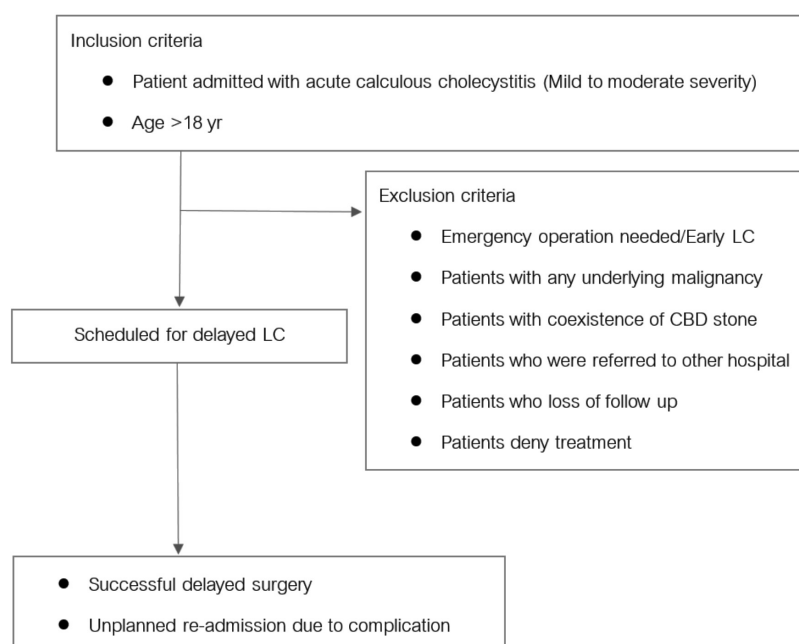 Inclusion criteria
● Patient admitted with acute calculous cholecystitis (Mild to moderate severity)
● Age >18 yr
Exclusion criteria
● Emergency operation needed/Early LC
● Patients with any underlying malignancy
● Patients with coexistence of CBD stone
● Patients who were referred to other hospital
● Patients who loss of follow up
● Patients deny treatment
Scheduled for delayed LC
● Successful delayed surgery
● Unplanned re-admission due to complication